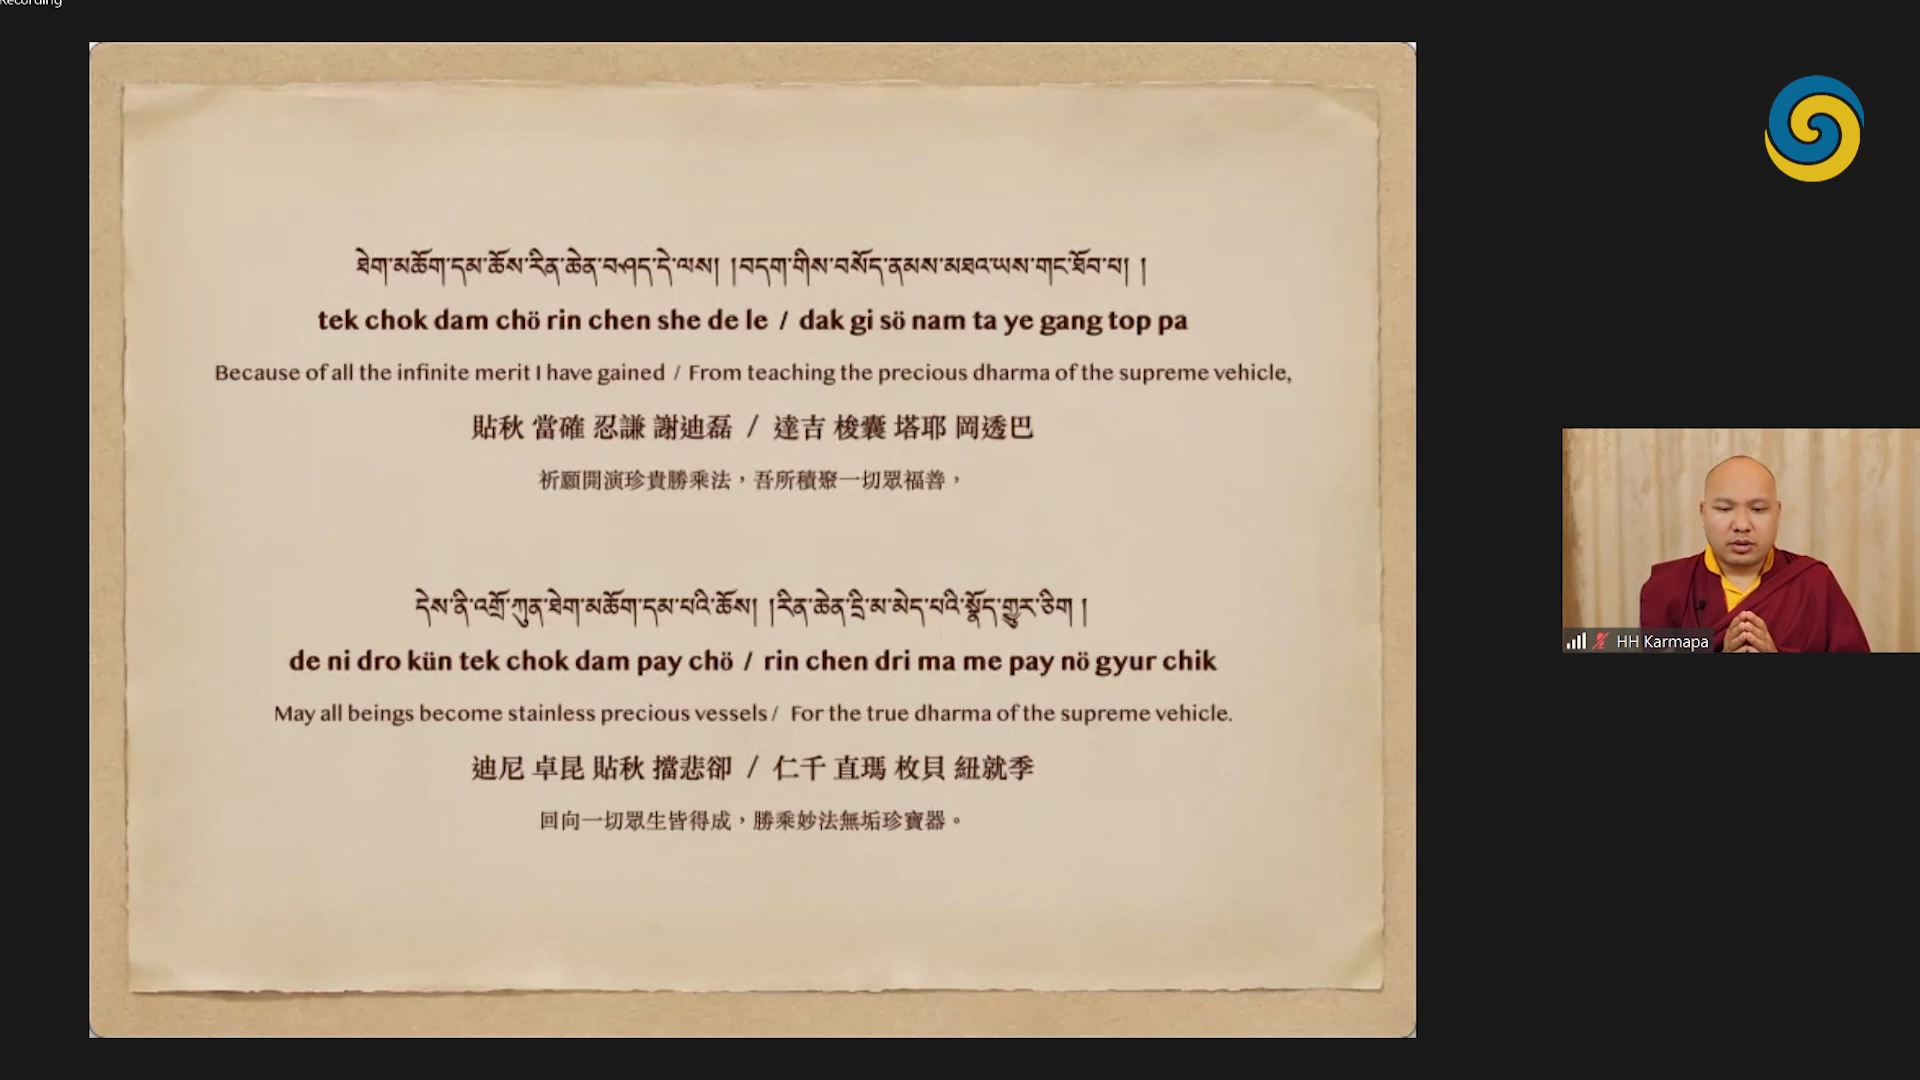 Recording
ཐེག་མཆོག་དམ་ཆོས་རིན་ཆེན་བཤད་དེ་ལས། །བདག་གིས་བསོད་ནམས་མཐའ་ཡས་གང་ཐོབ་པ། །
tek chok dam chö rin chen she de le / dak gi sö nam ta ye gang top pa
Because of all the infinite merit I have gained / From teaching the precious dharma of the supreme vehicle,
貼秋 當確 忍謙 謝迪磊 / 達吉 梭囊 塔耶 岡透巴
祈願開演珍貴勝乘法，吾所積聚一切眾福善，
དེས་ནི་འགྲོ་ཀུན་ཐེག་མཆོག་དམ་པའི་ཆོས། །རིན་ཆེན་དྲི་མ་མེད་པའི་སྣོད་གྱུར་ཅིག །
de ni dro kün tek chok dam pay chö / rin chen dri ma me pay nö gyur chik
May all beings become stainless precious vessels / For the true dharma of the supreme vehicle.
迪尼 卓昆 貼秋 擋悲卻 / 仁千 直瑪 枚貝 紐就季
回向一切眾生皆得成，勝乘妙法無垢珍寶器。
HH Karmapa